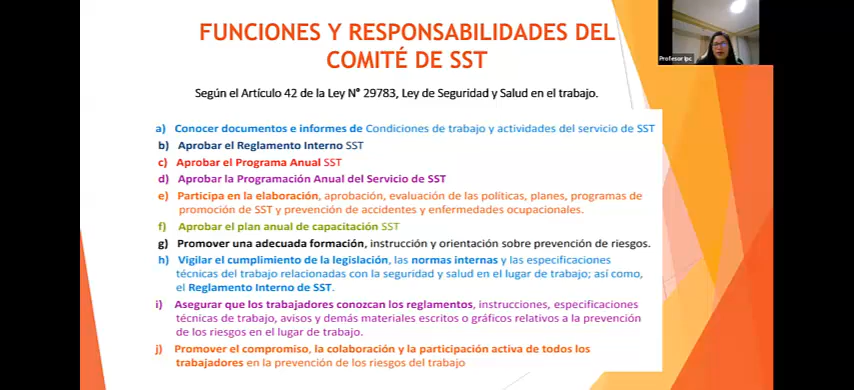 FUNCIONES Y RESPONSABILIDADES DEL
COMITÉ DE SST
Profesor Ipc
Según el Artículo 42 de la Ley N° 29783, Ley de Seguridad y Salud en el trabajo.
a) Conocer documentos e informes de Condiciones de trabajo y actividades del servicio de SST
b) Aprobar el Reglamento Interno SST
c) Aprobar el Programa Anual SST
d) Aprobar la Programación Anual del Servicio de SST
e) Participa en la elaboración, aprobación, evaluación de las políticas, planes, programas de
promoción de SST y prevención de accidentes y enfermedades ocupacionales.
f) Aprobar el plan anual de capacitación SST
g) Promover una adecuada formación, instrucción y orientación sobre prevención de riesgos.
h) Vigilar el cumplimiento de la legislación, las normas internas y las especificaciones
técnicas del trabajo relacionadas con la seguridad y salud en el lugar de trabajo; así como,
el Reglamento Interno de SST.
i) Asegurar que los trabajadores conozcan los reglamentos, instrucciones, especificaciones
técnicas de trabajo, avisos y demás materiales escritos o gráficos relativos a la prevención
de los riesgos en el lugar de trabajo.
j) Promover el compromiso, la colaboración y la participación activa de todos los
trabajadores en la prevención de los riesgos del trabajo